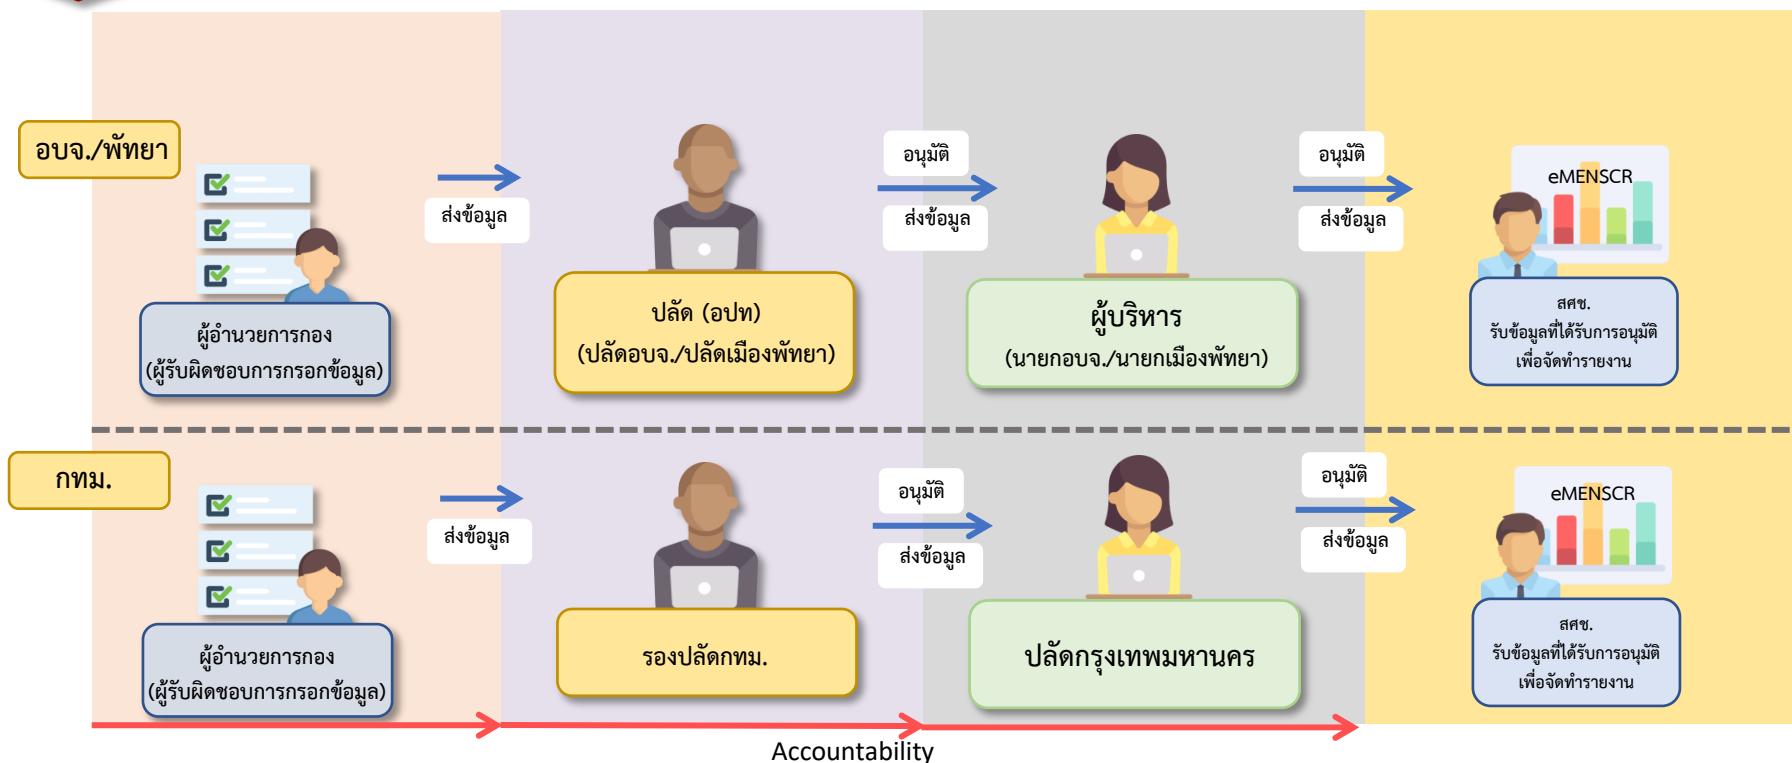 อบจ./พัทยา
ส่งข้อมูล
อนุมัติ
ส่งข้อมูล
อนุมัติ
ส่งข้อมูล
eMENSCR
ผู้อำนวยการกอง
(ผู้รับผิดชอบการกรอกข้อมูล)
ปลัด (อปท)
(ปลัดอบจ./ปลัดเมืองพัทยา)
ผู้บริหาร
(นายกอบจ./นายกเมืองพัทยา)
สศช.
รับข้อมูลที่ได้รับการอนุมัติ
เพื่อจัดทำรายงาน
กทม.
ส่งข้อมูล
อนุมัติ
ส่งข้อมูล
อนุมัติ
ส่งข้อมูล
eMENSCR
ผู้อำนวยการกอง
(ผู้รับผิดชอบการกรอกข้อมูล)
รองปลัดกทม.
ปลัดกรุงเทพมหานคร
สศช.
รับข้อมูลที่ได้รับการอนุมัติ
เพื่อจัดทำรายงาน
Accountability